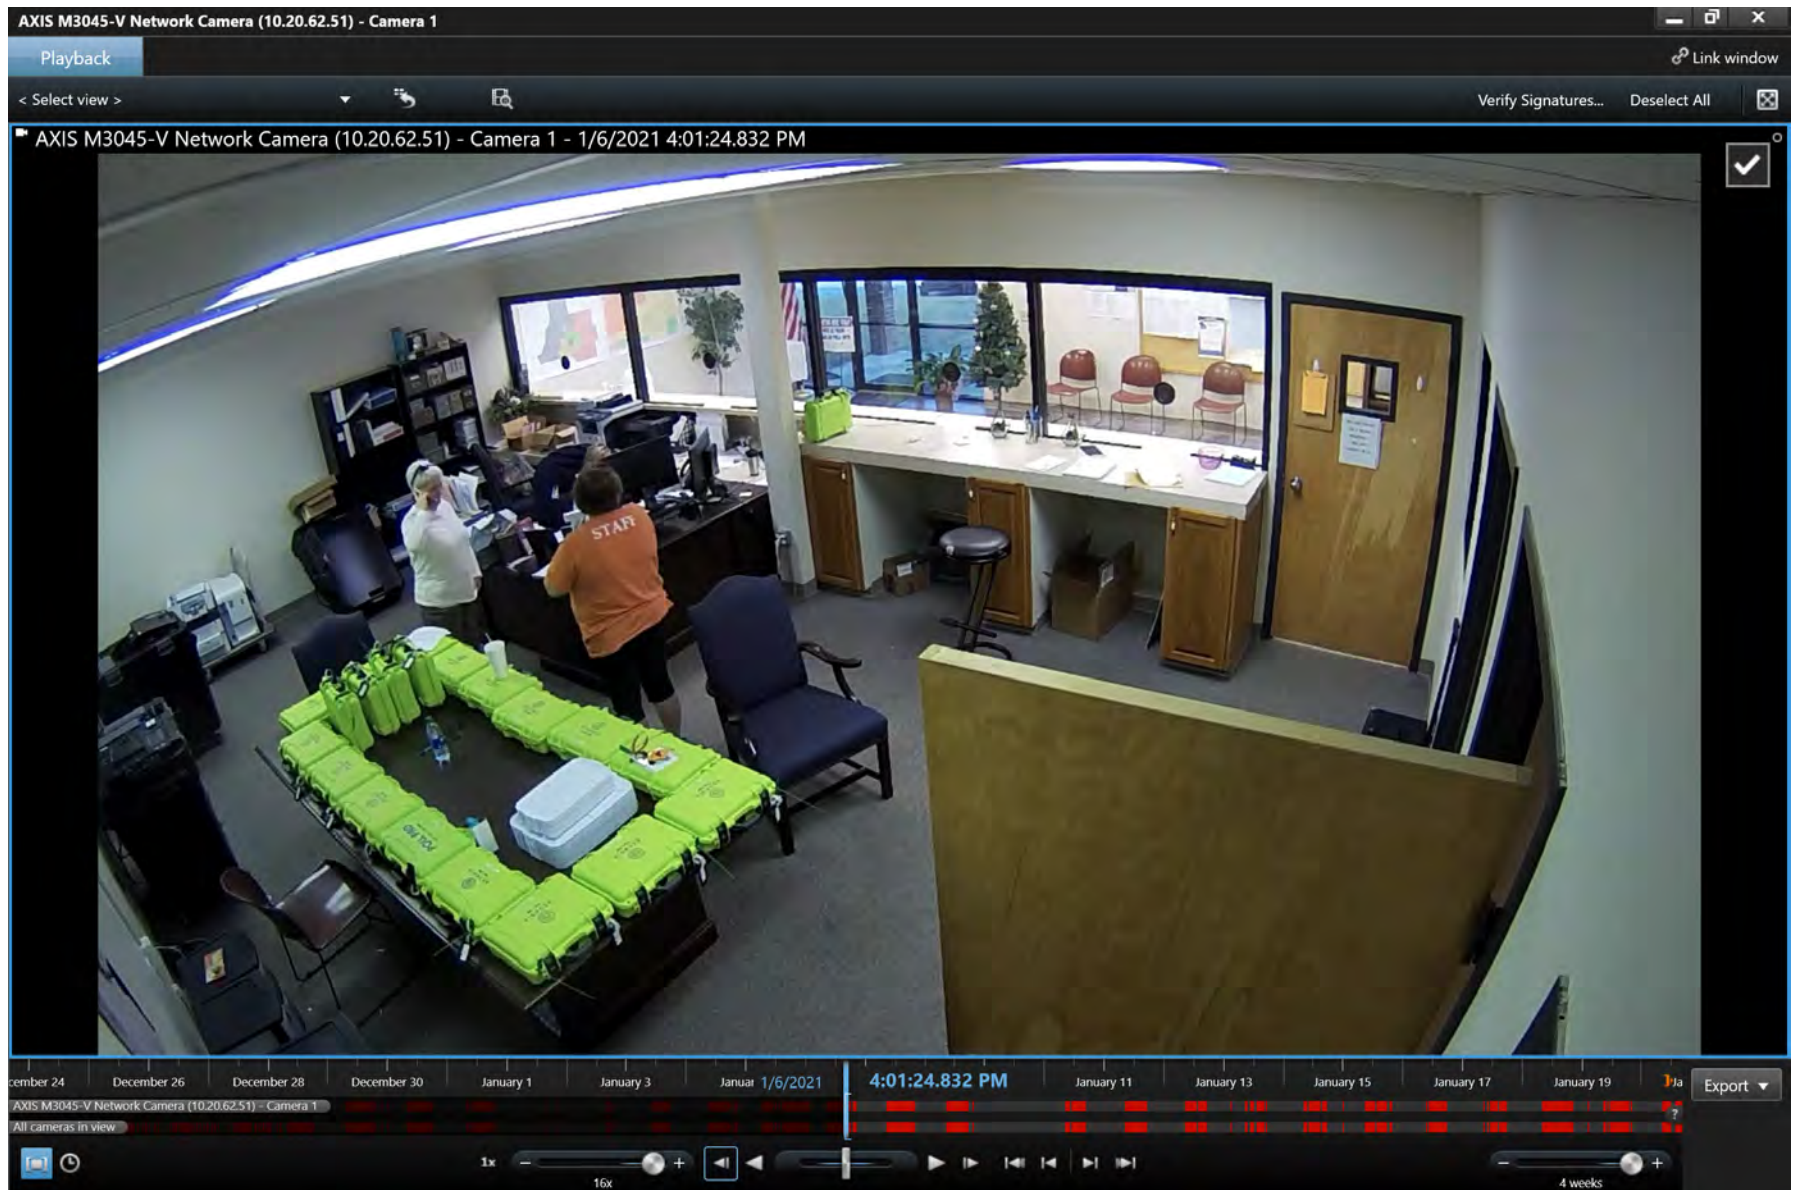 AXIS M3045-V Network Camera (10.20.62.51) - Camera 1
Playback
Link window
< Select view >
Verify Signatures...
Deselect All
AXIS M3045-V Network Camera (10.20.62.51) - Camera 1 - 1/6/2021 4:01:24.832 PM
STAFF
POLL PAD
cember 24
December 26
December 28
December 30
January 1
January 3
Januar
1/6/2021
4:01:24.832 PM
January 11
January 13
January 15
January 17
January 19
Ja
Export
AXIS M3045-V Network Camera (10.20.62.51) - Camera 1
?
All cameras in view
1x
16x
4 weeks